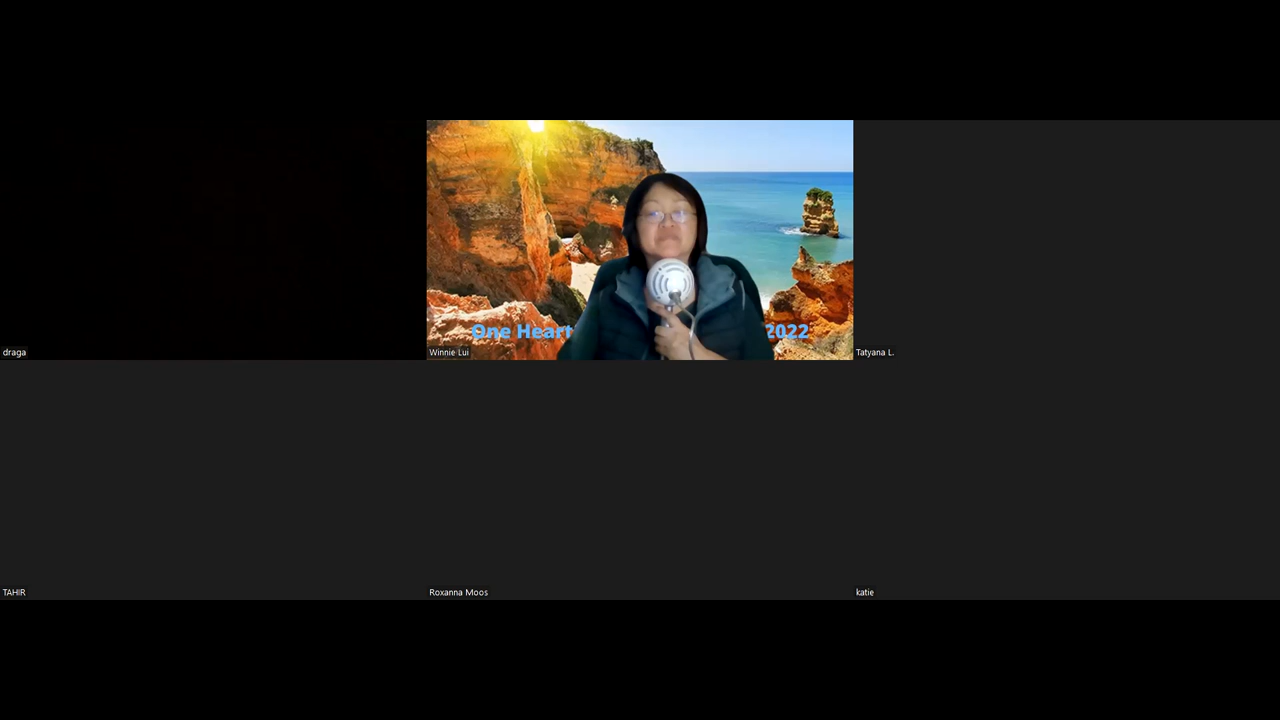 One Heart 2022
draga
Winnie Lui
Tatyana L.
TAHIR
Roxanna Moos
katie